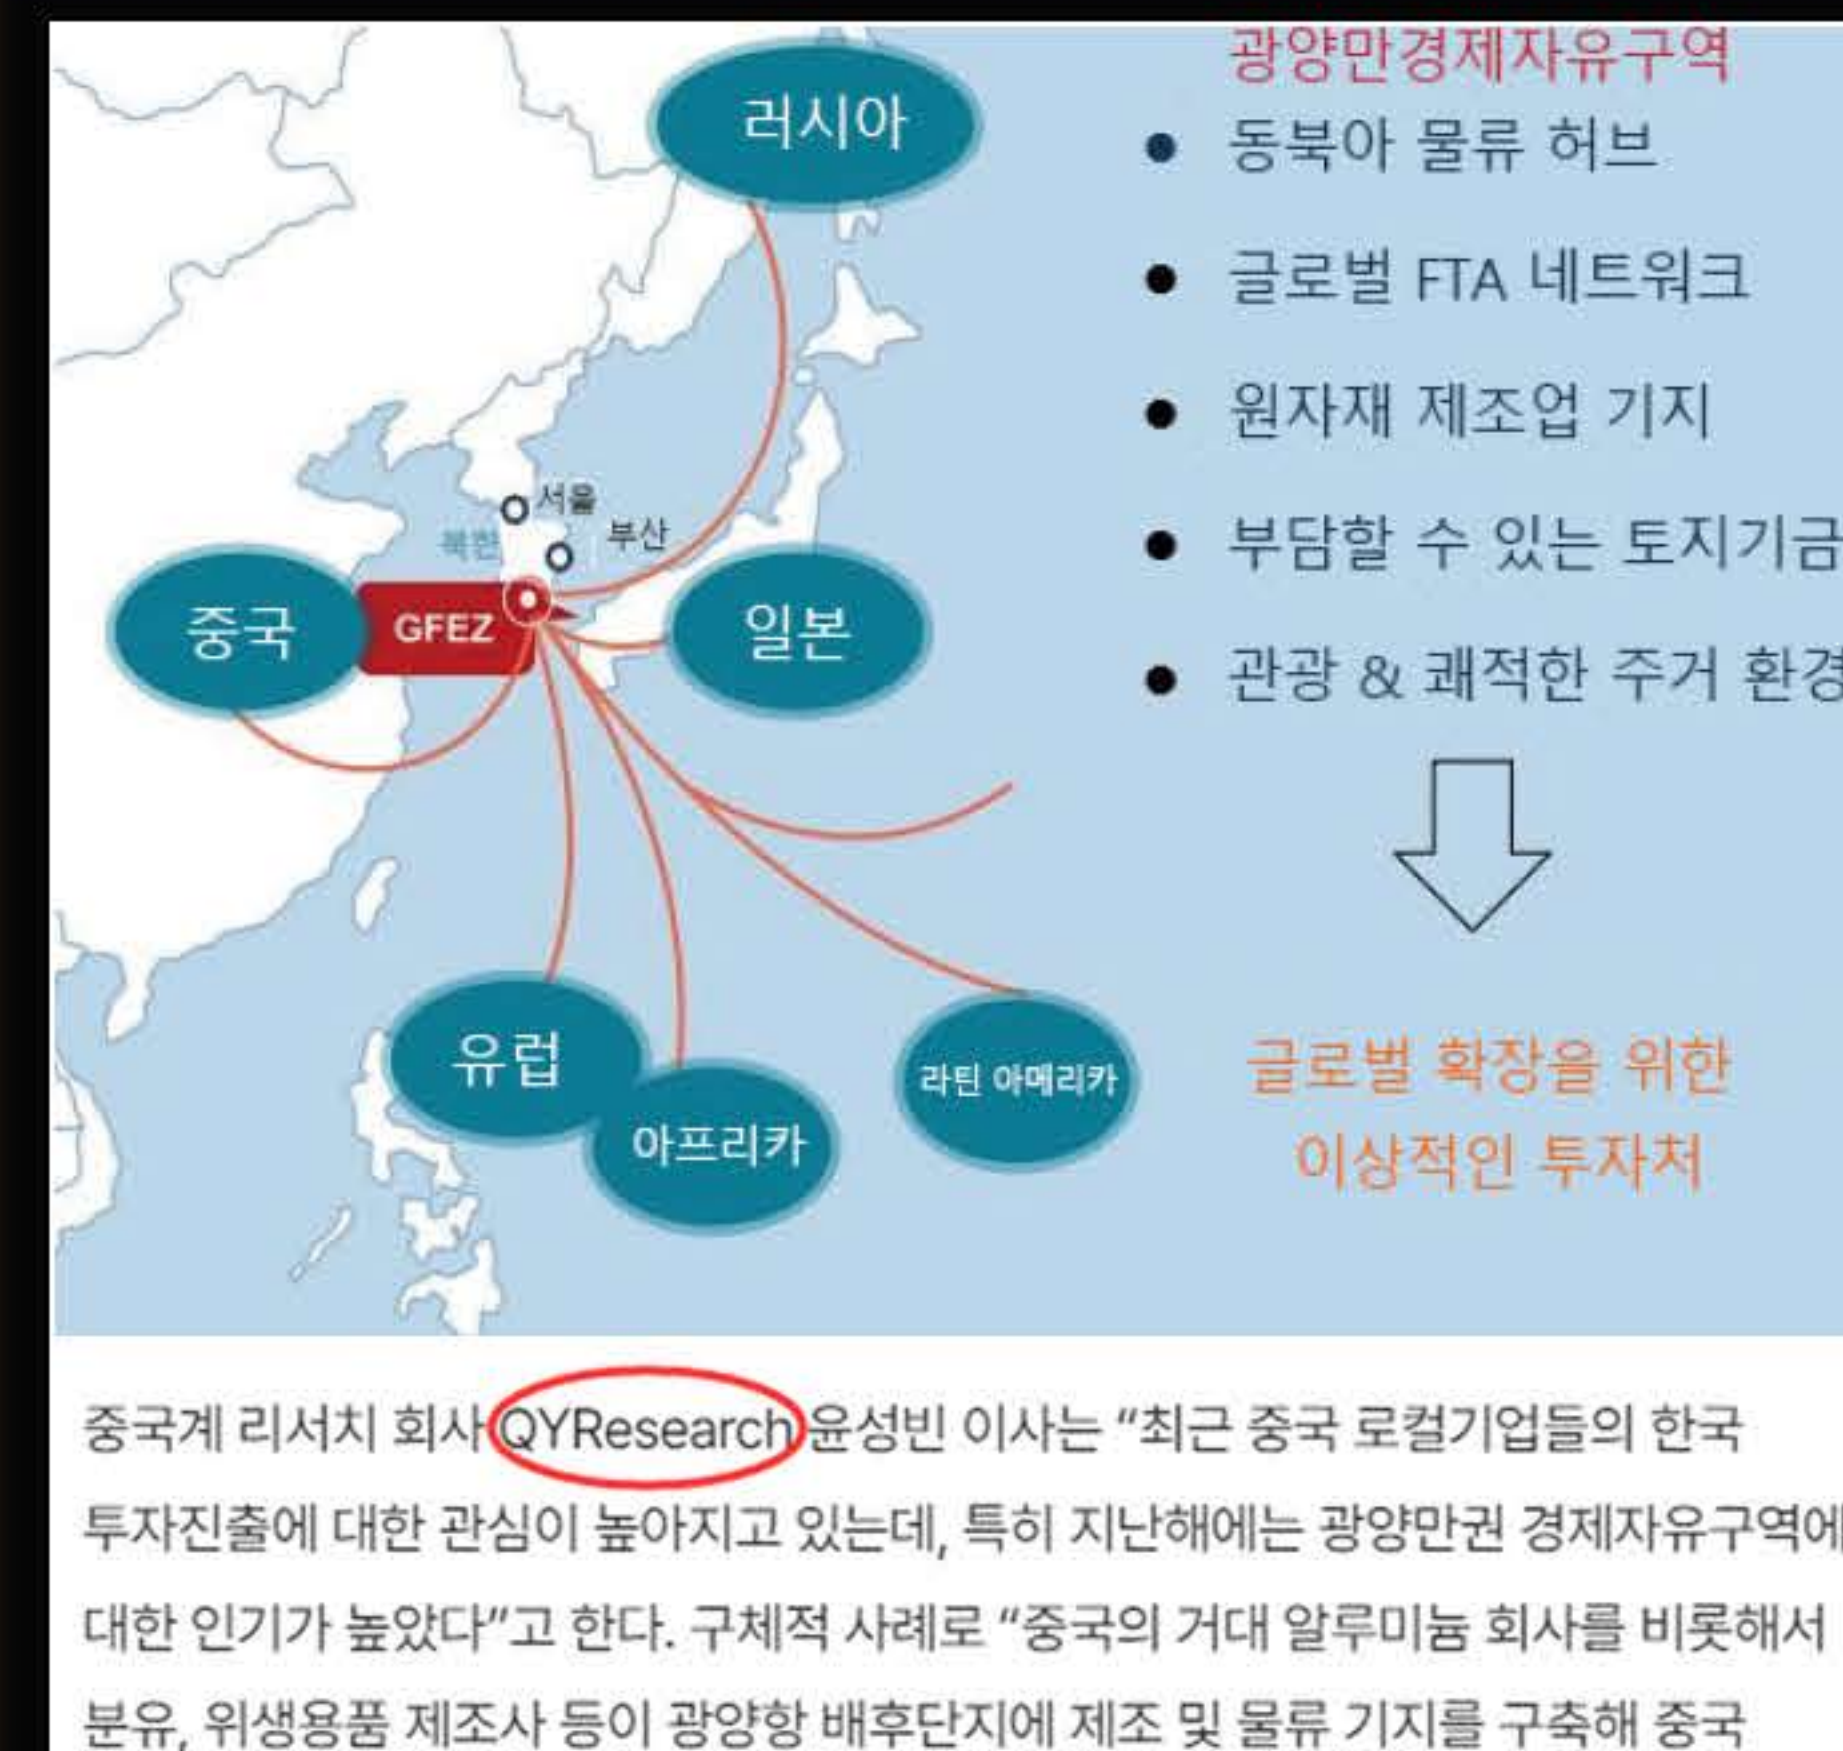 광양만경제자유구역
● 동북아 물류 허브
● 글로벌 FTA 네트워크
● 원자재 제조업 기지
● 부담할 수 있는 토지기금
● 관광 & 쾌적한 주거 환경
글로벌 확장을 위한
이상적인 투자처
러시아
서울
북한
부산
중국
GFEZ
일본
유럽
아프리카
라틴 아메리카
중국계 리서치 회사 QYResearch 윤성빈 이사는 “최근 중국 로컬기업들의 한국
투자진출에 대한 관심이 높아지고 있는데, 특히 지난해에는 광양만권 경제자유구역에
대한 인기가 높았다”고 한다. 구체적 사례로 “중국의 거대 알루미늄 회사를 비롯해서
분유, 위생용품 제조사 등이 광양항 배후단지에 제조 및 물류 기지를 구축해 중국